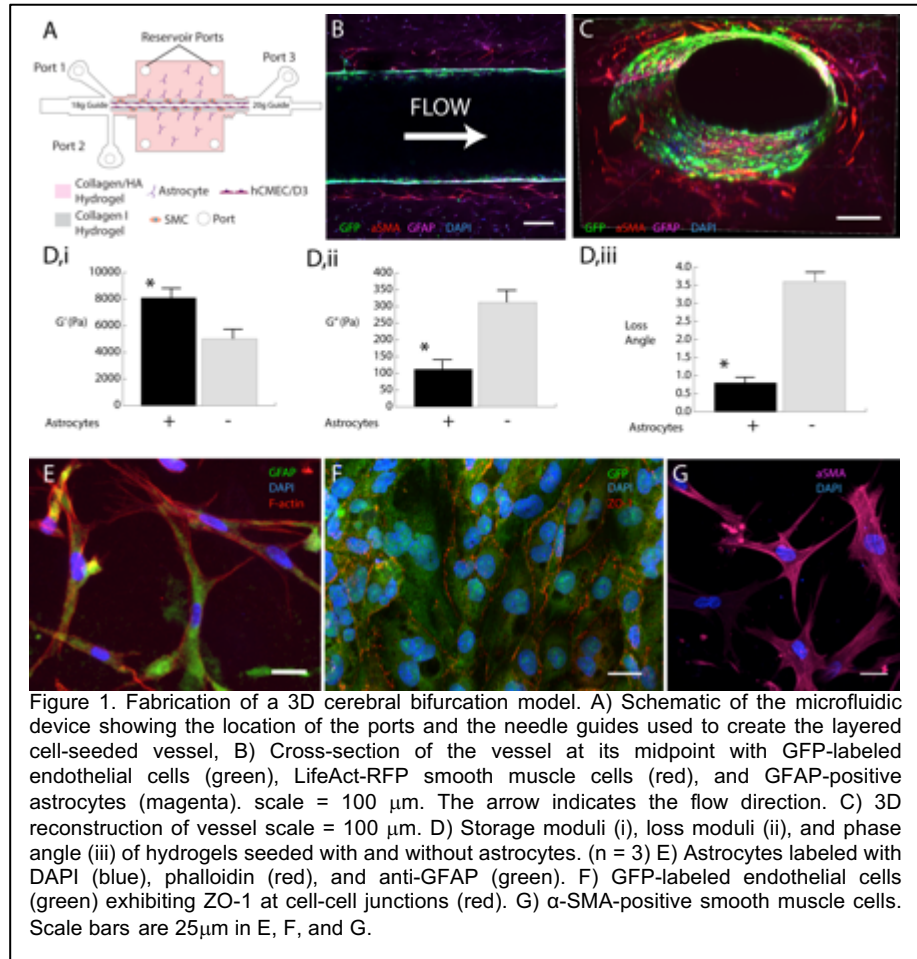 A
Reservoir Ports
Port 1
Port 3
18g Guide
20g Guide
Port 2
Collagen/HA
Hydrogel
Astrocyte
hCMEC/D3
Collagen I
Hydrogel
SMC
Port
B
FLOW
GFP aSMA GFAP DAPI
C
GFP aSMA GFAP DAPI
D,i
10000
8000
6000
4000
2000
0
G'(Pa)
*
Astrocytes + -
D,ii
400
350
300
250
200
150
100
50
0
G"(Pa)
*
Astrocytes + -
D,iii
4.0
3.5
3.0
2.5
2.0
1.5
1.0
0.5
0.0
Loss
Angle
*
Astrocytes + -
E
GFAP
DAPI
F-actin
F
GFP
DAPI
ZO-1
G
aSMA
DAPI
Figure 1. Fabrication of a 3D cerebral bifurcation model. A) Schematic of the microfluidic
device showing the location of the ports and the needle guides used to create the layered
cell-seeded vessel, B) Cross-section of the vessel at its midpoint with GFP-labeled
endothelial cells (green), LifeAct-RFP smooth muscle cells (red), and GFAP-positive
astrocytes (magenta). scale = 100 μm. The arrow indicates the flow direction. C) 3D
reconstruction of vessel scale = 100 μm. D) Storage moduli (i), loss moduli (ii), and phase
angle (iii) of hydrogels seeded with and without astrocytes. (n = 3) E) Astrocytes labeled with
DAPI (blue), phalloidin (red), and anti-GFAP (green). F) GFP-labeled endothelial cells
(green) exhibiting ZO-1 at cell-cell junctions (red). G) α-SMA-positive smooth muscle cells.
Scale bars are 25μm in E, F, and G.